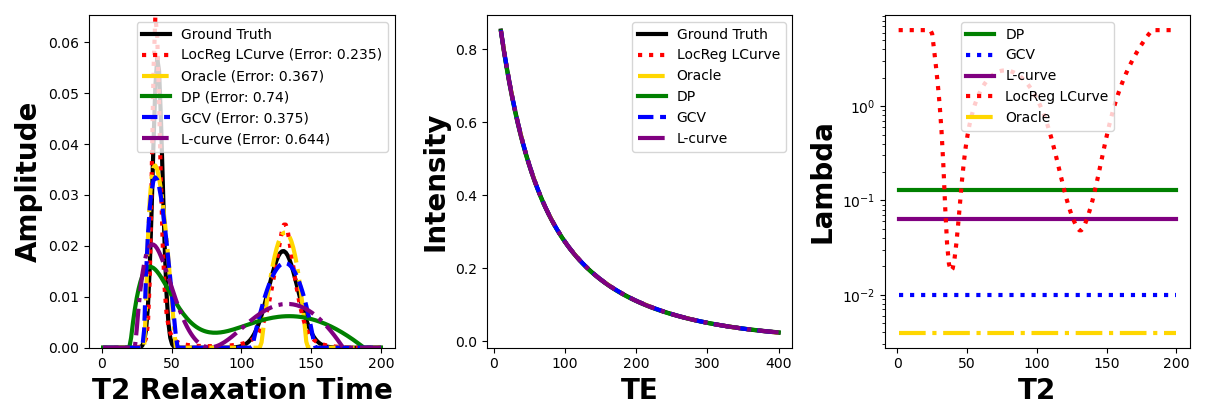 Amplitude
0.06
0.05
0.04
0.03
0.02
0.01
0.00
Ground Truth
LocReg LCurve (Error: 0.235)
Oracle (Error: 0.367)
DP (Error: 0.74)
GCV (Error: 0.375)
L-curve (Error: 0.644)
0 50 100 150 200
T2 Relaxation Time
Intensity
0.8
0.6
0.4
0.2
0.0
Ground Truth
LocReg LCurve
Oracle
DP
GCV
L-curve
0 100 200 300 400
TE
Lambda
10⁰
10⁻¹
10⁻²
DP
GCV
L-curve
LocReg LCurve
Oracle
0 50 100 150 200
T2